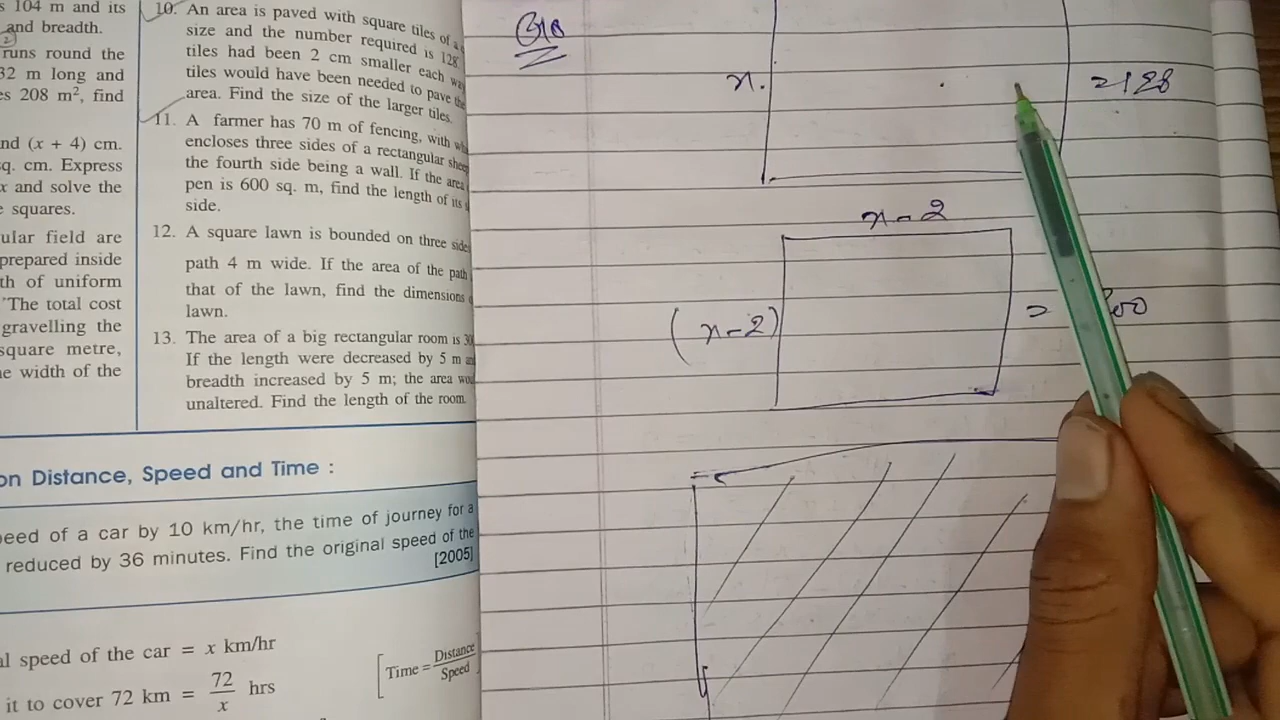 s 104 m and its
and breadth.
runs round the
32 m long and
es 208 m², find
nd (x + 4) cm.
sq. cm. Express
x and solve the
e squares.
ular field are
prepared inside
th of uniform
"The total cost
gravelling the
square metre,
e width of the
10. An area is paved with square tiles of a
size and the number required is 128
tiles had been 2 cm smaller each way
tiles would have been needed to pave the
area. Find the size of the larger tiles.
11. A farmer has 70 m of fencing, with
encloses three sides of a rectangular
the fourth side being a wall. If the area
pen is 600 sq. m, find the length of its
side.
12. A square lawn is bounded on three
path 4 m wide. If the area of the path
that of the lawn, find the dimensions
lawn.
13. The area of a big rectangular room is
If the length were decreased by 5 m
breadth increased by 5 m; the area
unaltered. Find the length of the room.
on Distance, Speed and Time :
eed of a car by 10 km/hr, the time of journey for a
reduced by 36 minutes. Find the original speed of the
[2005]
al speed of the car = x km/hr
it to cover 72 km = 72/x hrs
[Time = Distance/Speed]
x.
=128
x-2
(x-2)
=